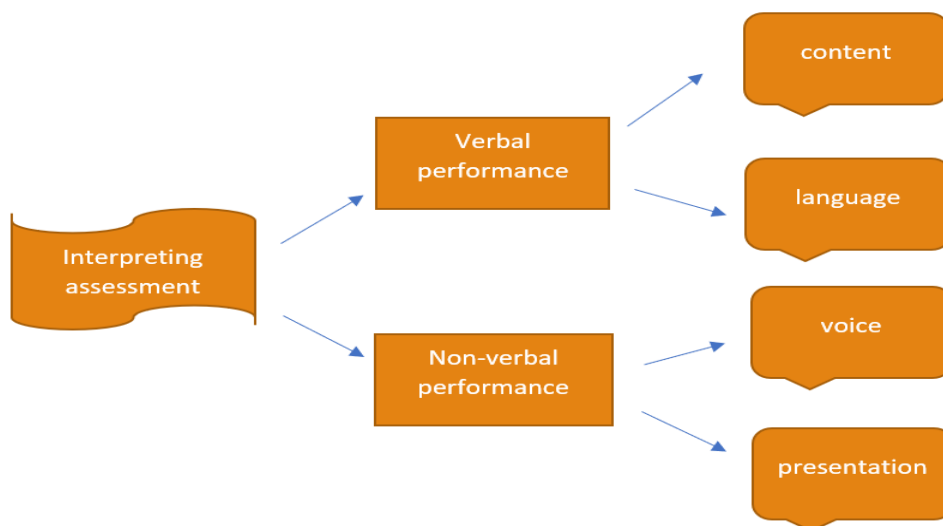 content
Verbal
performance
language
Interpreting
assessment
voice
Non-verbal
performance
presentation